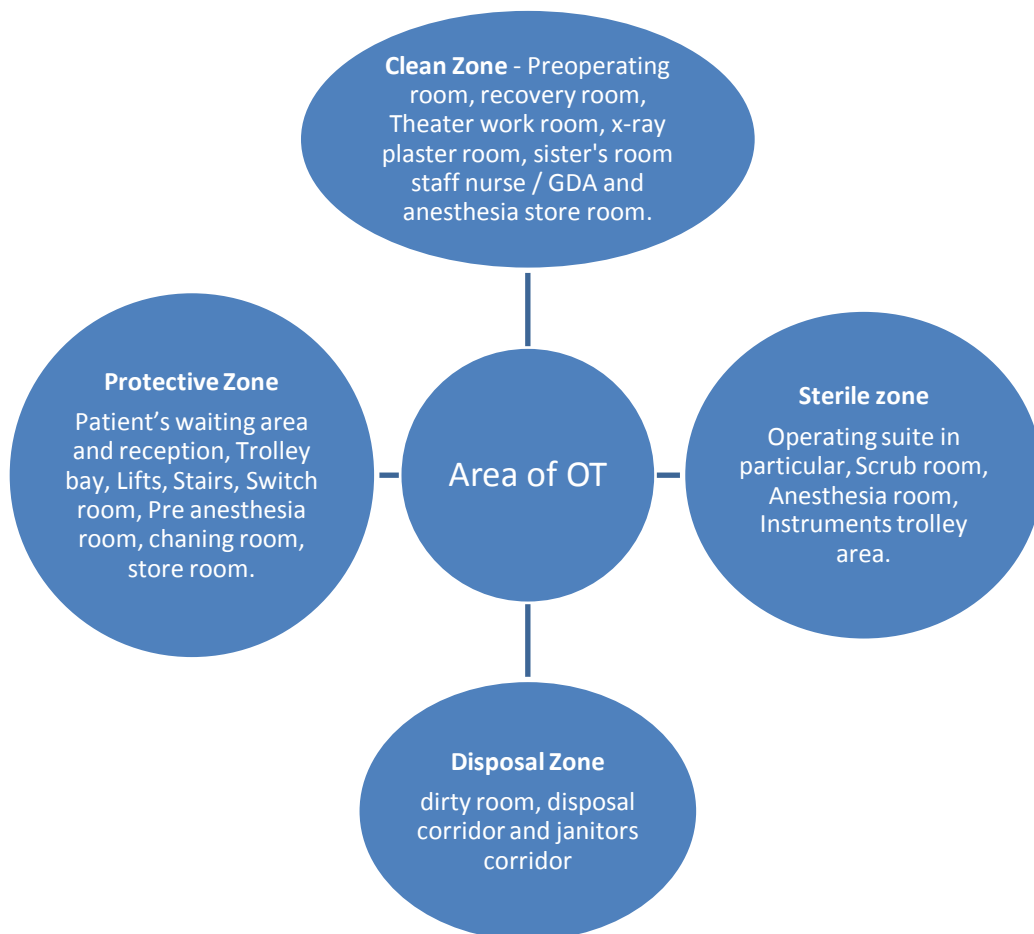 Clean Zone - Preoperating
room, recovery room,
Theater work room, x-ray
plaster room, sister's room
staff nurse / GDA and
anesthesia store room.
Protective Zone
Patient’s waiting area
and reception, Trolley
bay, Lifts, Stairs, Switch
room, Pre anesthesia
room, chaning room,
store room.
Area of OT
Sterile zone
Operating suite in
particular, Scrub room,
Anesthesia room,
Instruments trolley
area.
Disposal Zone
dirty room, disposal
corridor and janitors
corridor